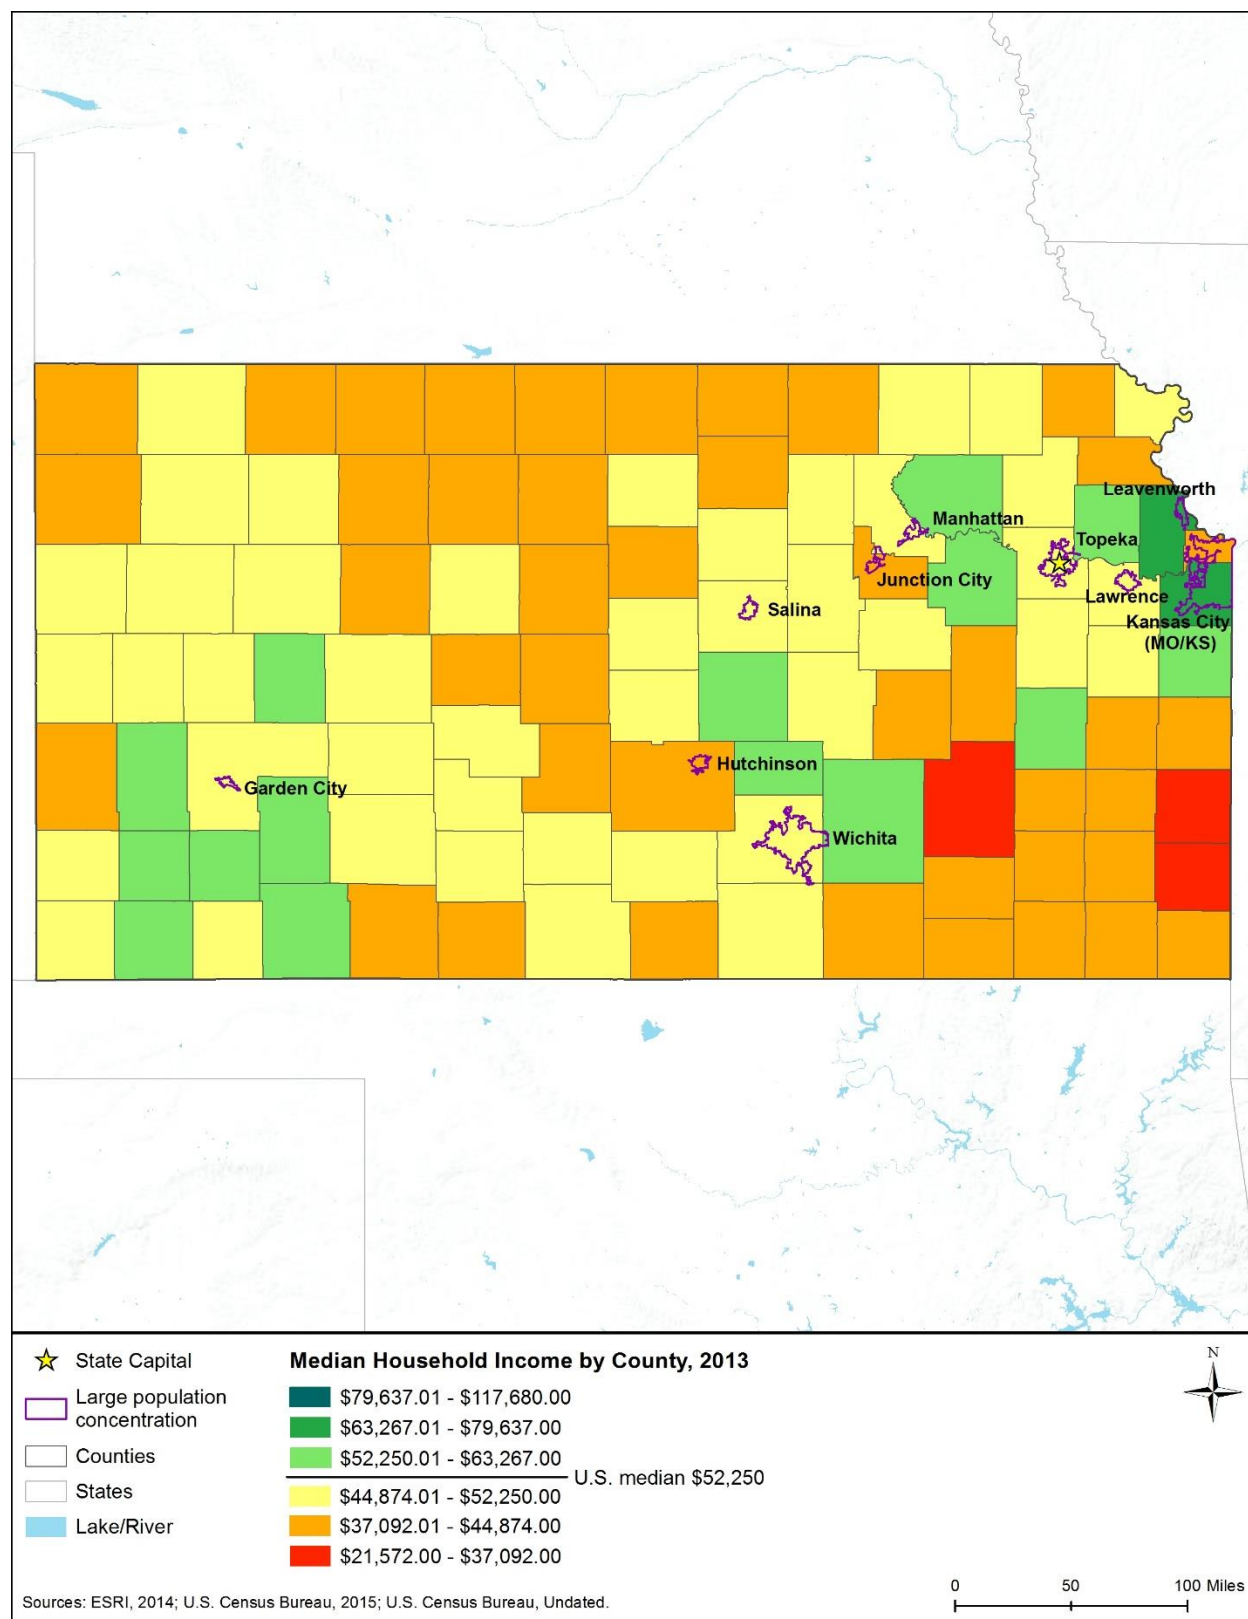 Leavenworth
Manhattan
Topeka
Junction City
Lawrence
Salina
Kansas City
(MO/KS)
Hutchinson
Garden City
Wichita
State Capital
Large population
concentration
Counties
States
Lake/River
Median Household Income by County, 2013
$79,637.01 - $117,680.00
$63,267.01 - $79,637.00
$52,250.01 - $63,267.00
U.S. median $52,250
$44,874.01 - $52,250.00
$37,092.01 - $44,874.00
$21,572.00 - $37,092.00
N
0 50 100 Miles
Sources: ESRI, 2014; U.S. Census Bureau, 2015; U.S. Census Bureau, Undated.